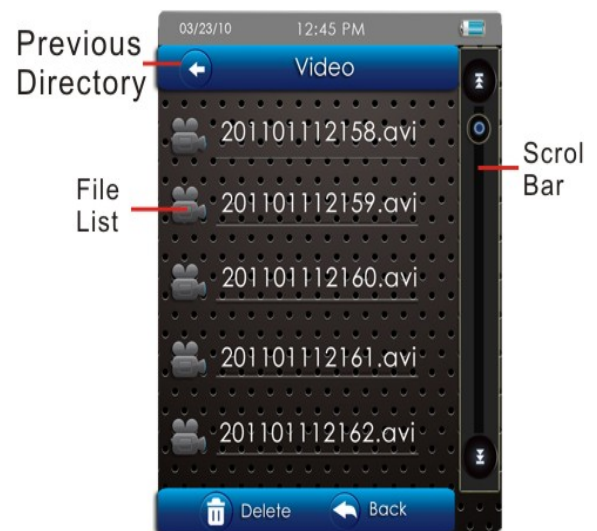 03/23/10 12:45 PM
Previous
Directory
Video
201101112158.avi
Scrol
Bar
File
List
201101112159.avi
201101112160.avi
201101112161.avi
201101112162.avi
Delete Back